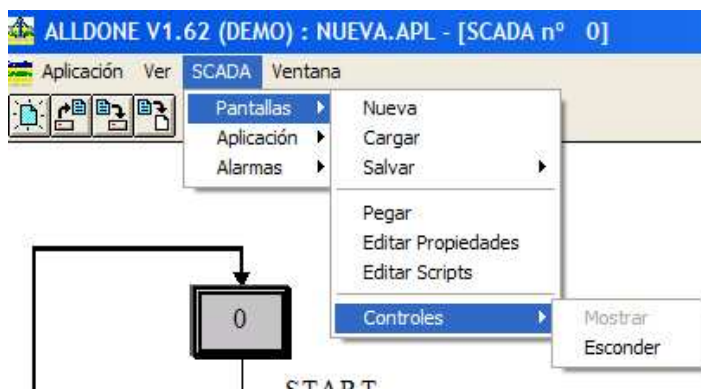 ALLDONE V1.62 (DEMO) : NUEVA.APL - [SCADA nº 0]
Aplicación Ver SCADA Ventana
Pantallas
Aplicación
Alarmas
Nueva
Cargar
Salvar
Pegar
Editar Propiedades
Editar Scripts
Controles
Mostrar
Esconder
0
START